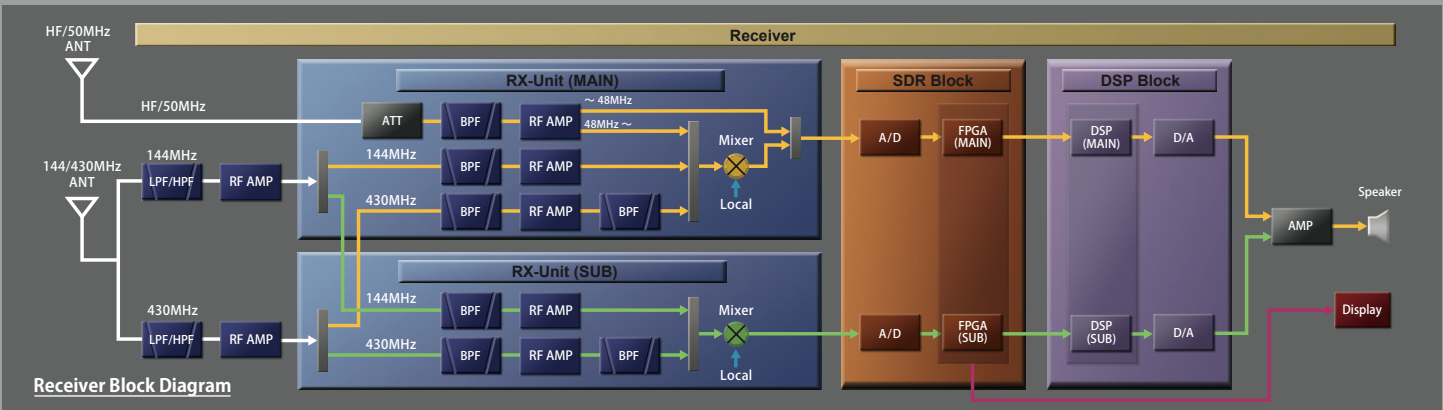 HF/50MHz
ANT
Receiver
RX-Unit (MAIN)
SDR Block
DSP Block
HF/50MHz
ATT
BPF
RF AMP
~ 48MHz
48MHz ~
Mixer
Local
A/D
FPGA
(MAIN)
DSP
(MAIN)
D/A
144/430MHz
ANT
144MHz
LPF/HPF
RF AMP
144MHz
BPF
RF AMP
430MHz
BPF
RF AMP
BPF
Speaker
AMP
RX-Unit (SUB)
430MHz
LPF/HPF
RF AMP
144MHz
BPF
RF AMP
430MHz
BPF
RF AMP
BPF
Mixer
Local
A/D
FPGA
(SUB)
DSP
(SUB)
D/A
Display
Receiver Block Diagram